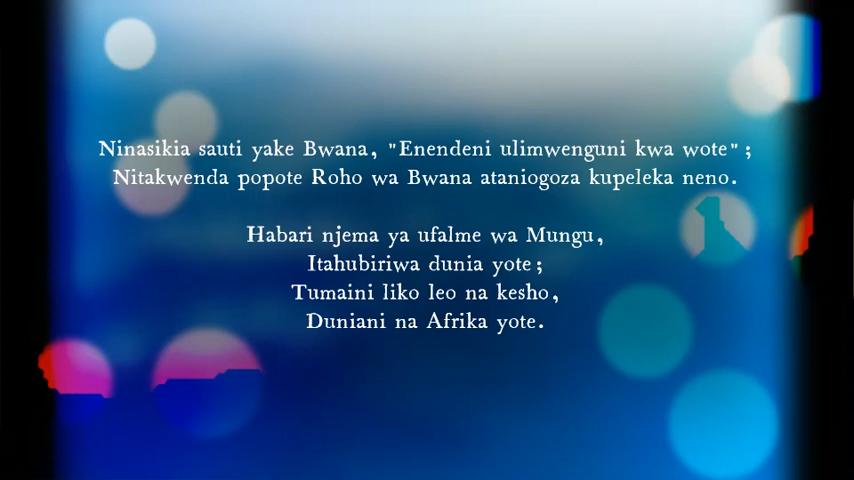 Ninasikia sauti yake Bwana, "Enendeni ulimwenguni kwa wote";
Nitakwenda popote Roho wa Bwana ataniogoza kupeleka neno.
Habari njema ya ufalme wa Mungu,
Itahubiriwa dunia yote;
Tumaini liko leo na kesho,
Duniani na Afrika yote.